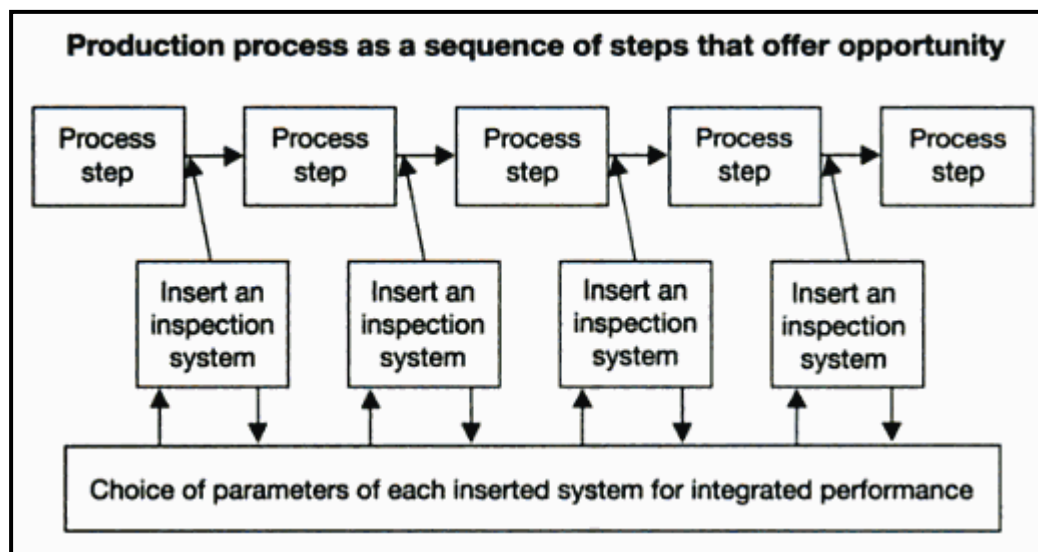 Production process as a sequence of steps that offer opportunity
Process
step
Process
step
Process
step
Process
step
Process
step
Insert an
inspection
system
Insert an
inspection
system
Insert an
inspection
system
Insert an
inspection
system
Choice of parameters of each inserted system for integrated performance